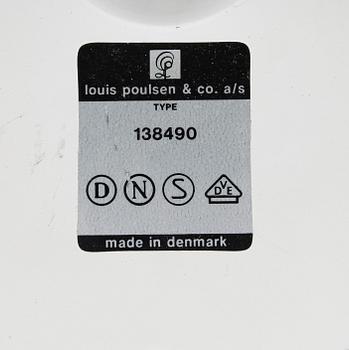 louis poulsen & co. a/s
TYPE
138490
D N S VDE
made in denmark